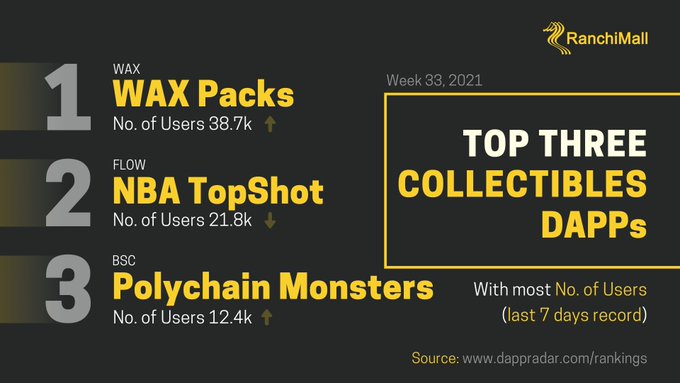 RanchiMall
Week 33, 2021
TOP THREE
COLLECTIBLES
DAPPs
With most No. of Users
(last 7 days record)
1
WAX
WAX Packs
No. of Users 38.7k
2
FLOW
NBA TopShot
No. of Users 21.8k
3
BSC
Polychain Monsters
No. of Users 12.4k
Source: www.dappradar.com/rankings